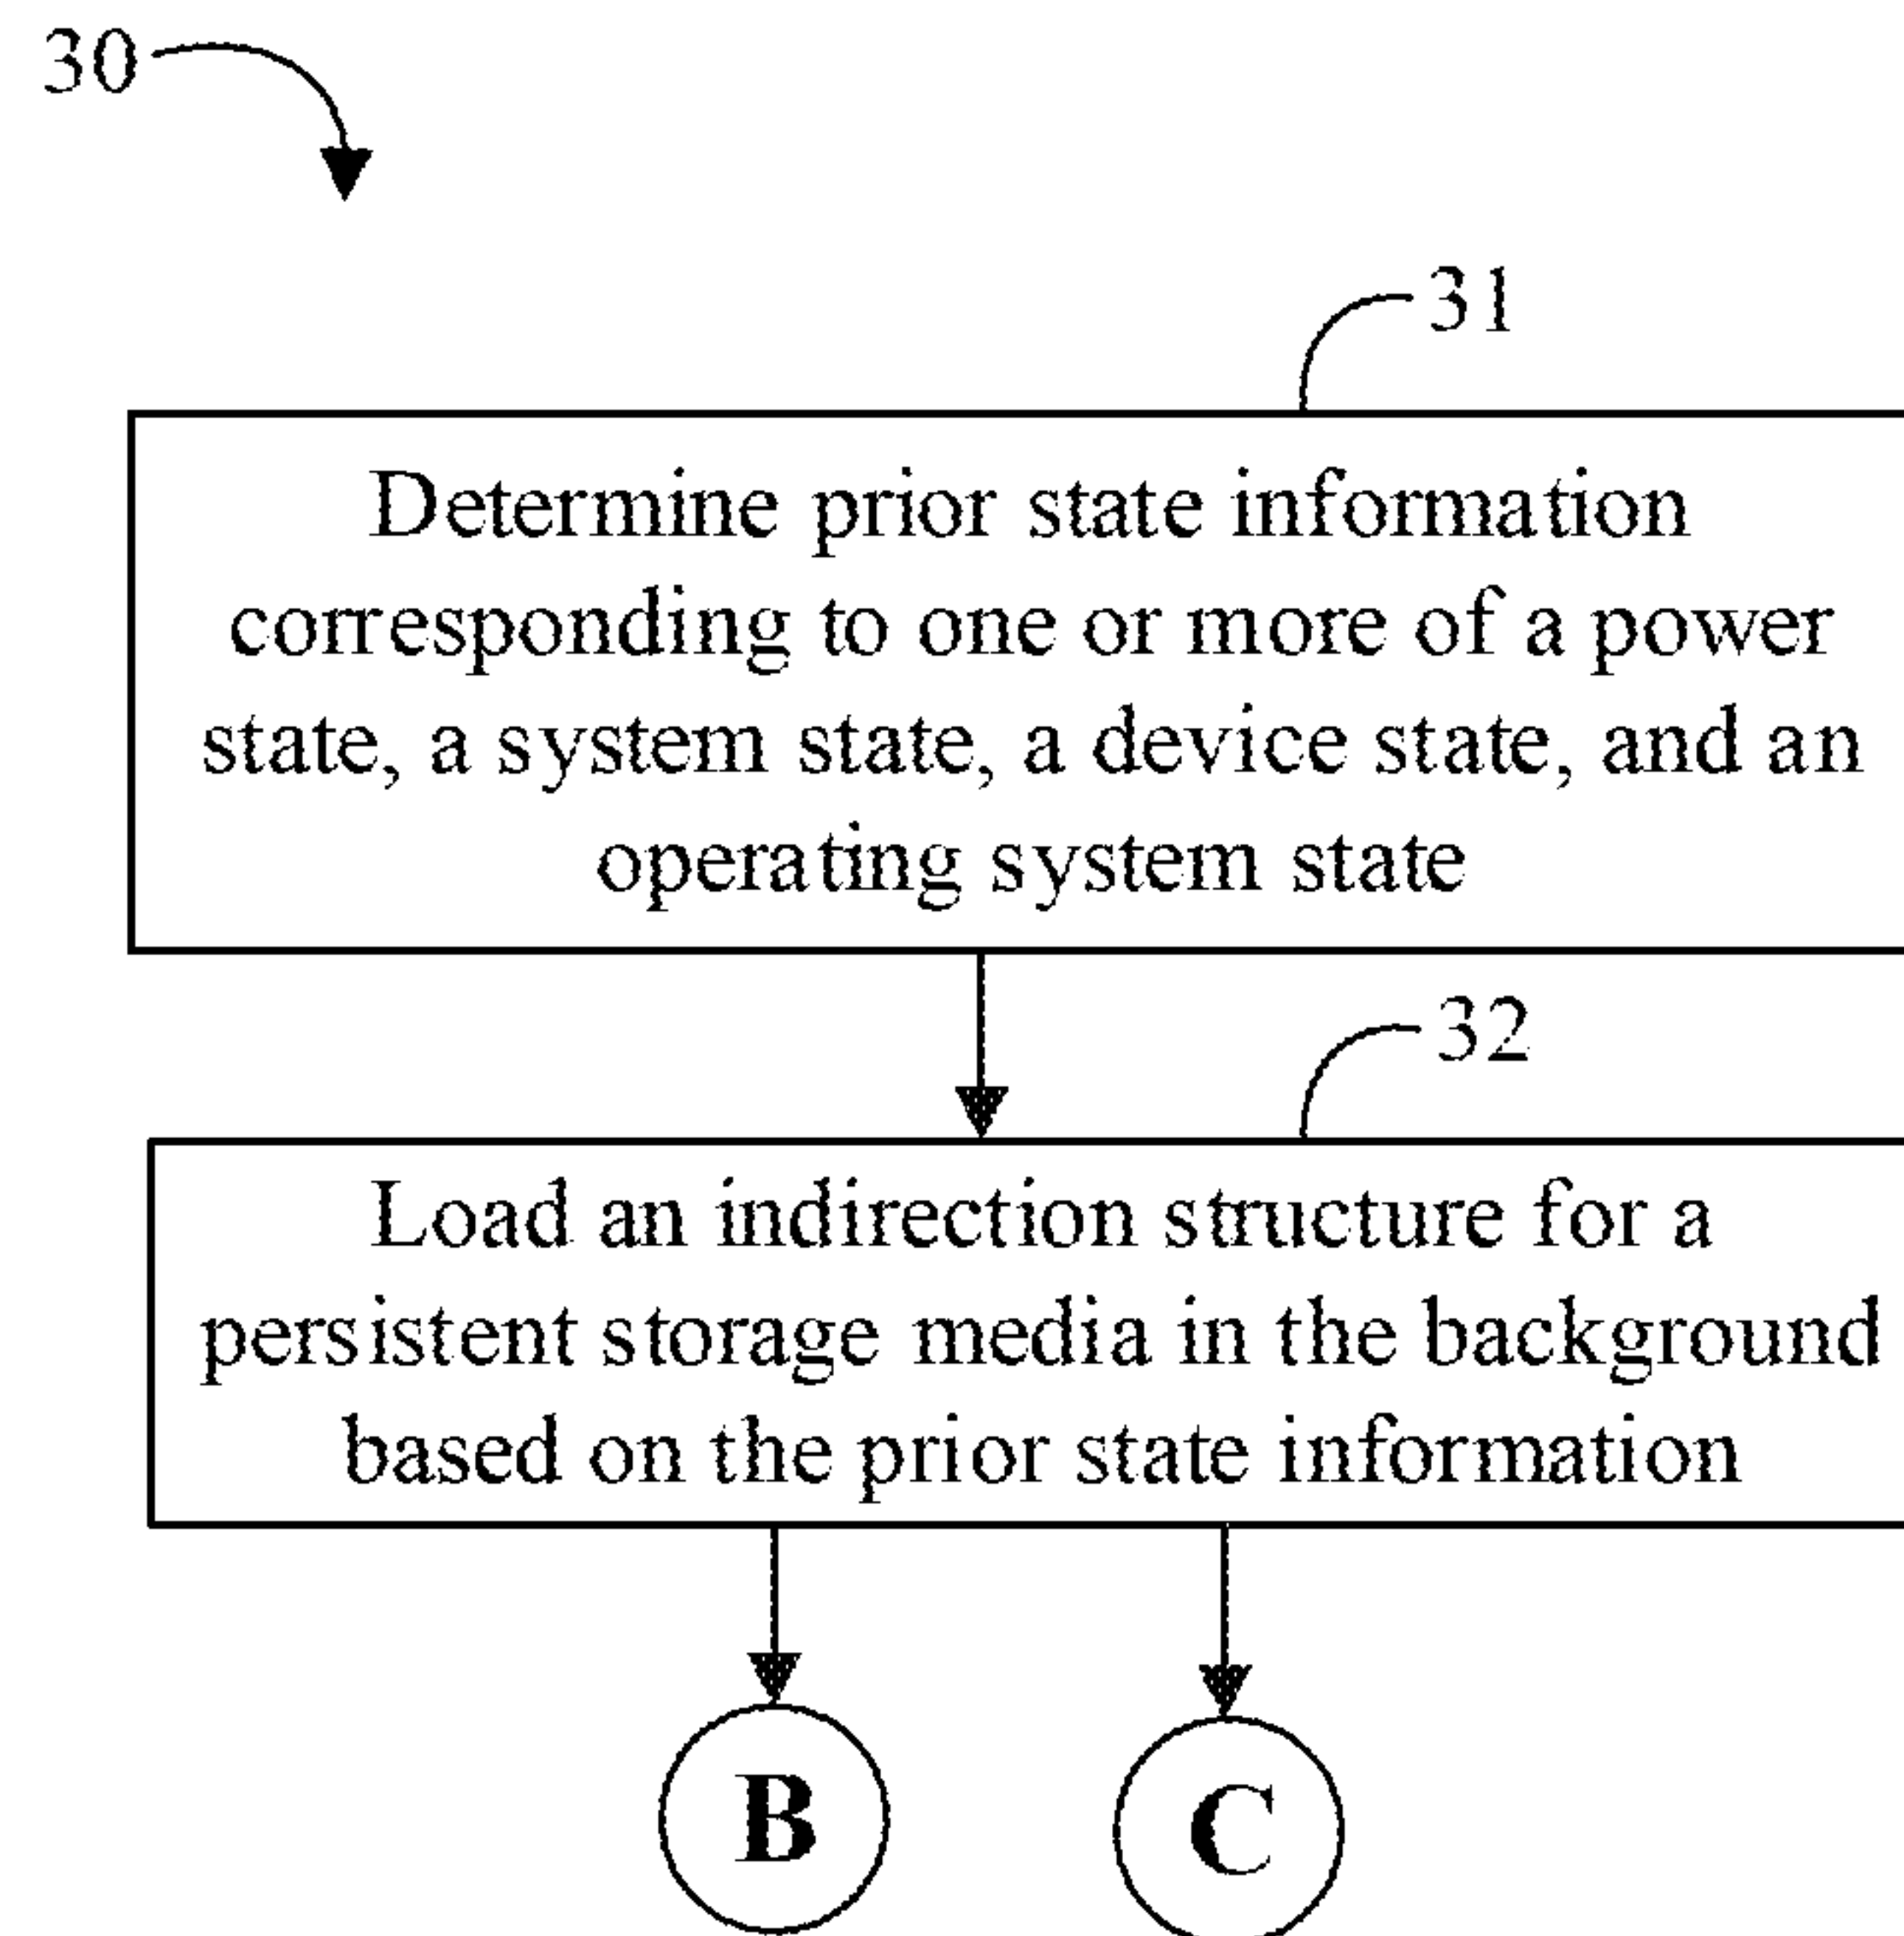 30
31
Determine prior state information
corresponding to one or more of a power
state, a system state, a device state, and an
operating system state
32
Load an indirection structure for a
persistent storage media in the background
based on the prior state information
B
C